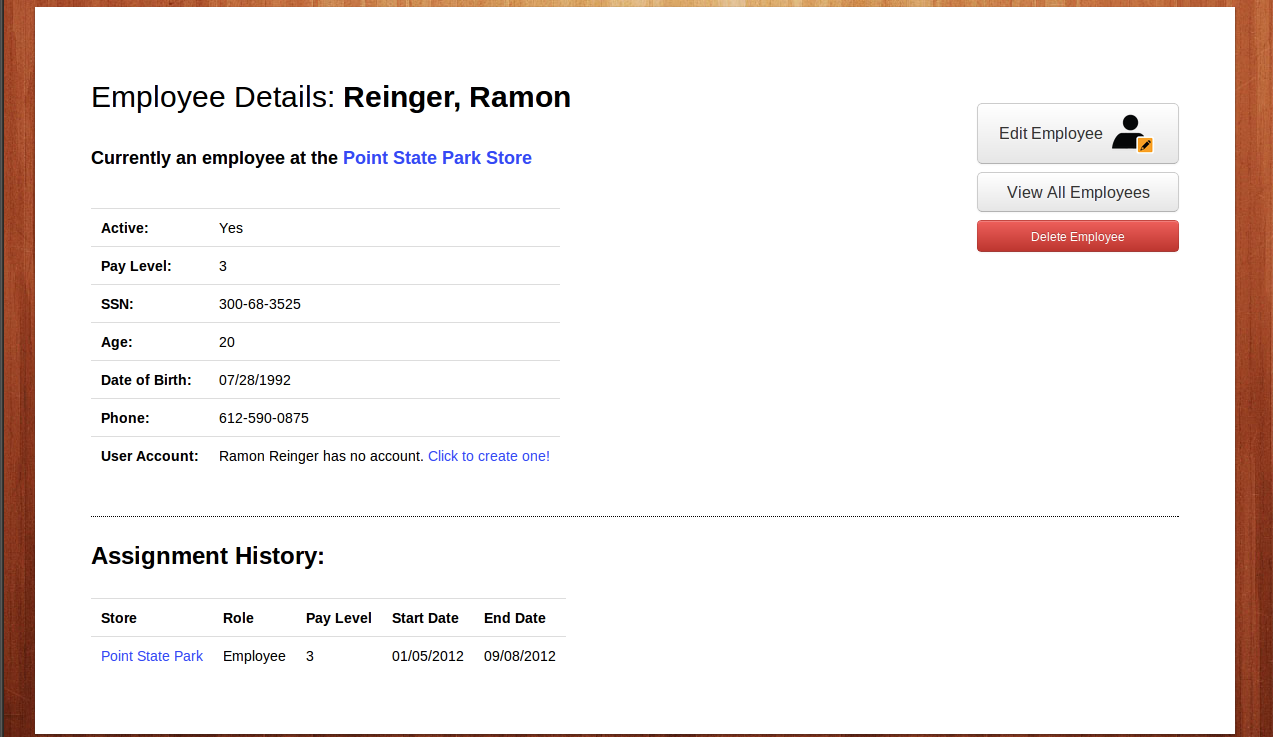 Employee Details: Reinger, Ramon
Currently an employee at the Point State Park Store
Edit Employee
View All Employees
Delete Employee
Active: Yes
Pay Level: 3
SSN: 300-68-3525
Age: 20
Date of Birth: 07/28/1992
Phone: 612-590-0875
User Account: Ramon Reinger has no account. Click to create one!
Assignment History:
Store Role Pay Level Start Date End Date
Point State Park Employee 3 01/05/2012 09/08/2012